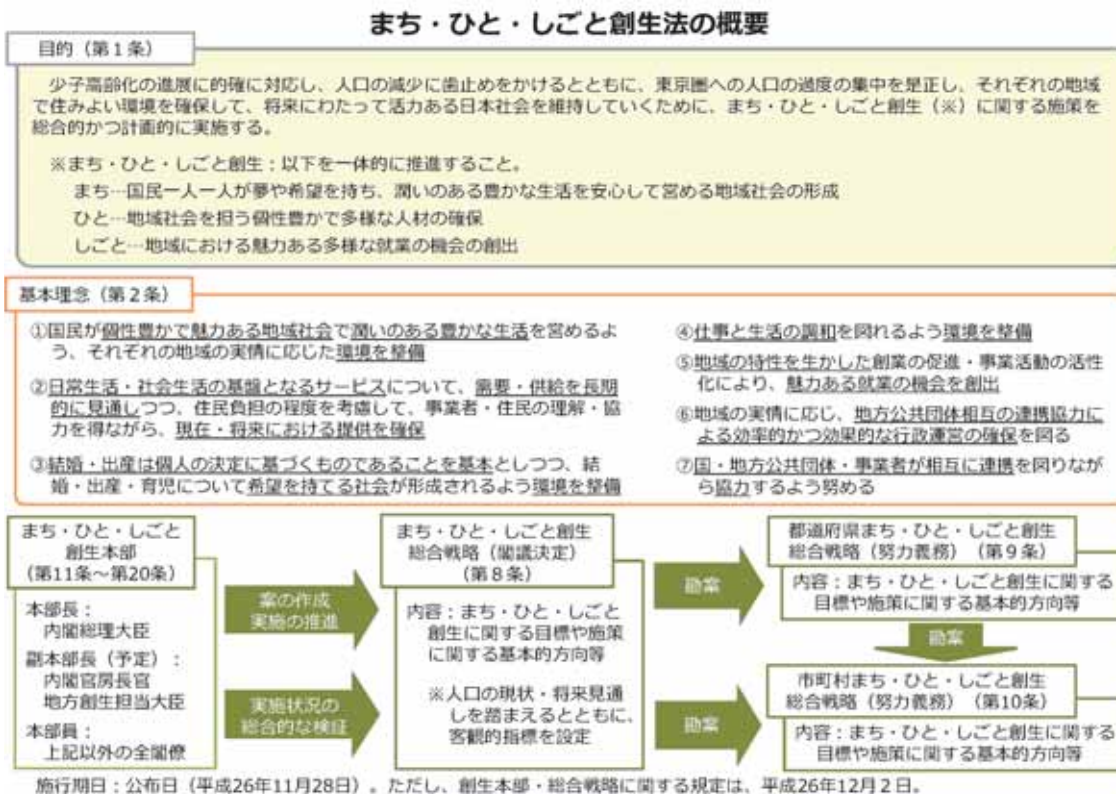 まち・ひと・しごと創生法の概要
目的（第１条）
少子高齢化の進展に的確に対応し、人口の減少に歯止めをかけるとともに、東京圏への人口の過度の集中を是正し、それぞれの地域
で住みよい環境を確保して、将来にわたって活力ある日本社会を維持していくために、まち・ひと・しごと創生（※）に関する施策を
総合的かつ計画的に実施する。
※まち・ひと・しごと創生：以下を一体的に推進すること。
まち…国民一人一人が夢や希望を持ち、潤いのある豊かな生活を安心して営める地域社会の形成
ひと…地域社会を担う個性豊かで多様な人材の確保
しごと…地域における魅力ある多様な就業の機会の創出
基本理念（第２条）
①国民が個性豊かで魅力ある地域社会で潤いのある豊かな生活を営めるよ
う、それぞれの地域の実情に応じた環境を整備
②日常生活・社会生活の基盤となるサービスについて、需要・供給を長期
的に見通しつつ、住民負担の程度を考慮して、事業者・住民の理解・協
力を得ながら、現在・将来における提供を確保
③結婚・出産は個人の決定に基づくものであることを基本としつつ、結
婚・出産・育児について希望を持てる社会が形成されるよう環境を整備
④仕事と生活の調和を図れるよう環境を整備
⑤地域の特性を生かした創業の促進・事業活動の活性
化により、魅力ある就業の機会を創出
⑥地域の実情に応じ、地方公共団体相互の連携協力に
よる効率的かつ効果的な行政運営の確保を図る
⑦国・地方公共団体・事業者が相互に連携を図りなが
ら協力するよう努める
まち・ひと・しごと
創生本部
（第11条～第20条）
本部長：
内閣総理大臣
副本部長（予定）：
内閣官房長官
地方創生担当大臣
本部員：
上記以外の全閣僚
案の作成
実施の推進
実施状況の
総合的な検証
まち・ひと・しごと創生
総合戦略（閣議決定）
（第８条）
内容：まち・ひと・しごと
創生に関する目標や施策
に関する基本的方向等
※人口の現状・将来見通
しを踏まえるとともに、
客観的指標を設定
勘案
勘案
都道府県まち・ひと・しごと創生
総合戦略（努力義務）（第９条）
内容：まち・ひと・しごと創生に関する
目標や施策に関する基本的方向等
勘案
市町村まち・ひと・しごと創生
総合戦略（努力義務）（第10条）
内容：まち・ひと・しごと創生に関する
目標や施策に関する基本的方向等
施行期日：公布日（平成26年11月28日）。ただし、創生本部・総合戦略に関する規定は、平成26年12月２日。